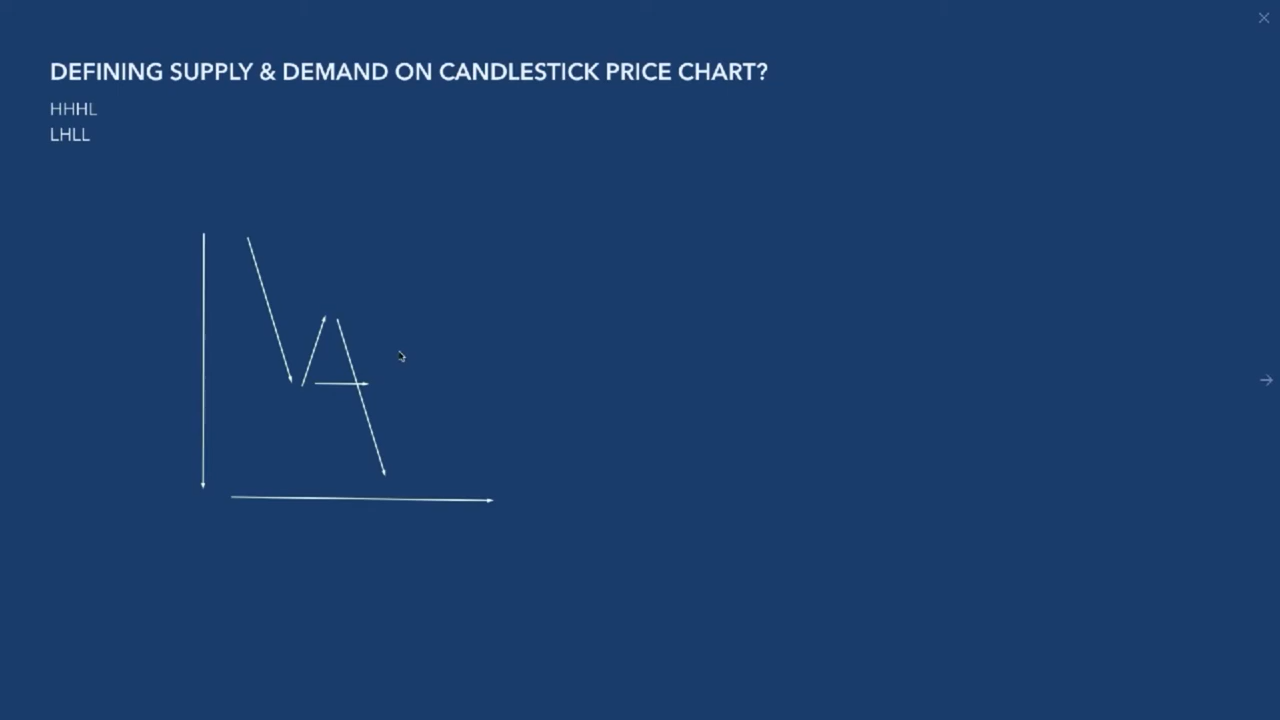 DEFINING SUPPLY & DEMAND ON CANDLESTICK PRICE CHART?
HHHL
LHLL